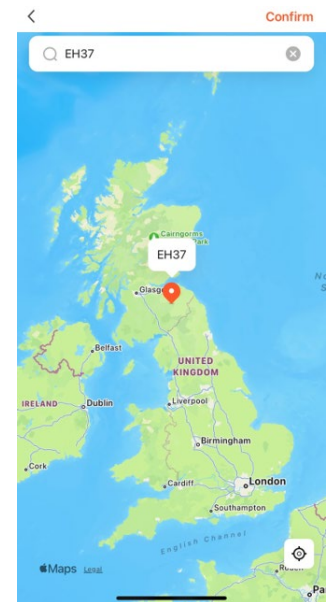 Confirm
EH37
Cairngorms
EH37
Belfast
UNITED
KINGDOM
IRELAND
Dublin
Liverpool
Birmingham
Cork
Cardiff
London
Southampton
English Channel
Maps Legal